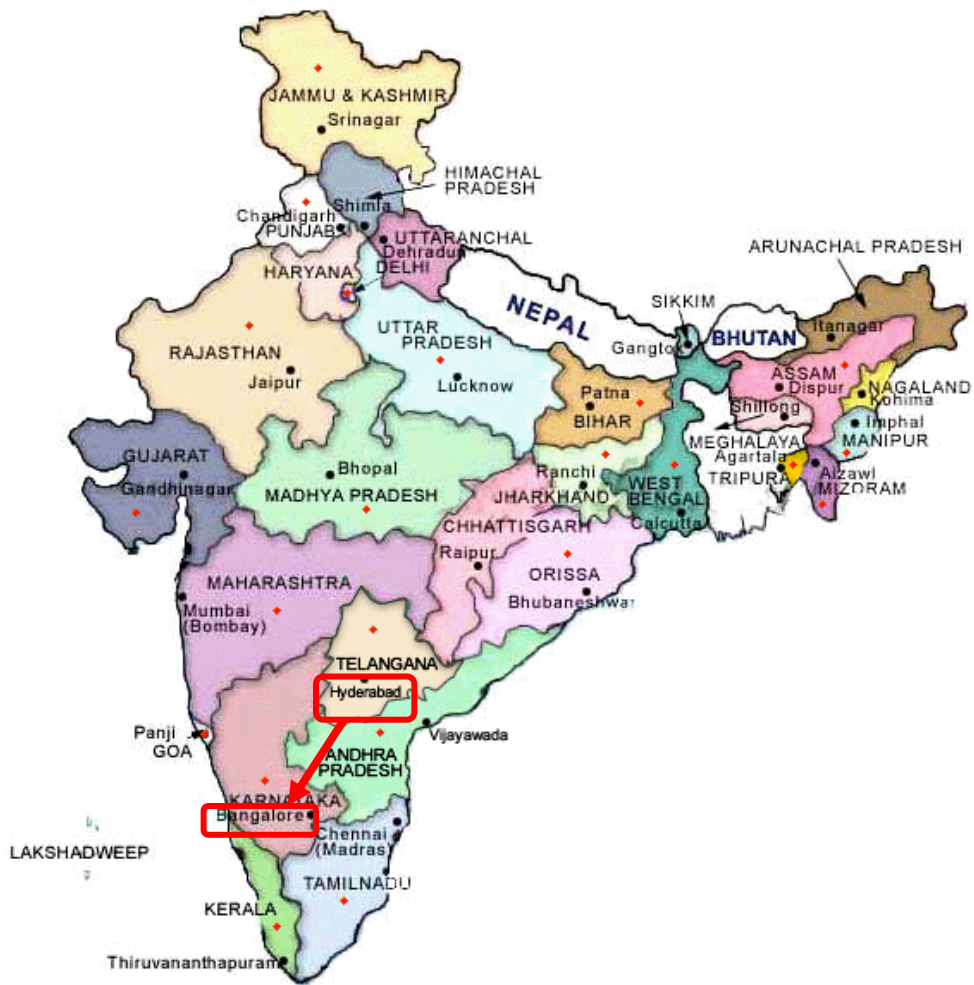 JAMMU & KASHMIR
Srinagar
HIMACHAL
PRADESH
Shimla
Chandigarh
PUNJAB
UTTARANCHAL
Dehradun
DELHI
HARYANA
ARUNACHAL PRADESH
NEPAL
SIKKIM
Gangtok
BHUTAN
Itanagar
RAJASTHAN
Jaipur
UTTAR
PRADESH
Lucknow
ASSAM
Dispur
NAGALAND
Kohima
Patna
BIHAR
Shillong
MEGHALAYA
Imphal
MANIPUR
Agartala
TRIPURA
Aizawl
MIZORAM
GUJARAT
Gandhinagar
Bhopal
MADHYA PRADESH
Ranchi
JHARKHAND
WEST
BENGAL
Calcutta
CHHATTISGARH
Raipur
ORISSA
Bhubaneshwar
MAHARASHTRA
Mumbai
(Bombay)
TELANGANA
Hyderabad
Panji
GOA
Vijayawada
ANDHRA
PRADESH
KARNATAKA
Bangalore
Chennai
(Madras)
LAKSHADWEEP
TAMILNADU
KERALA
Thiruvananthapuram